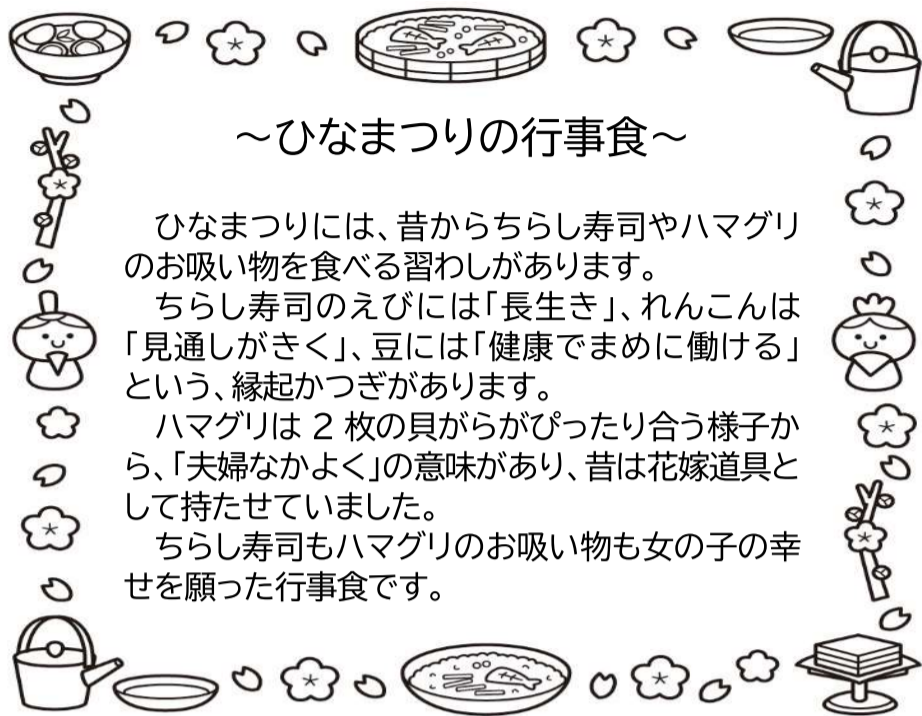 ～ひなまつりの行事食～
　ひなまつりには、昔からちらし寿司やハマグリ
のお吸い物を食べる習わしがあります。
　ちらし寿司のえびには「長生き」、れんこんは
「見通しがきく」、豆には「健康でまめに働ける」
という、縁起かつぎがあります。
　ハマグリは 2 枚の貝がらがぴったり合う様子か
ら、「夫婦なかよく」の意味があり、昔は花嫁道具と
して持たせていました。
　ちらし寿司もハマグリのお吸い物も女の子の幸
せを願った行事食です。